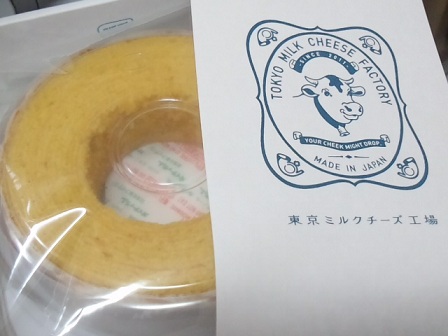 TOKYO MILK CHEESE FACTORY
SINCE 2011
YOUR CHEEK MIGHT DROP.
MADE IN JAPAN
東京ミルクチーズ工場